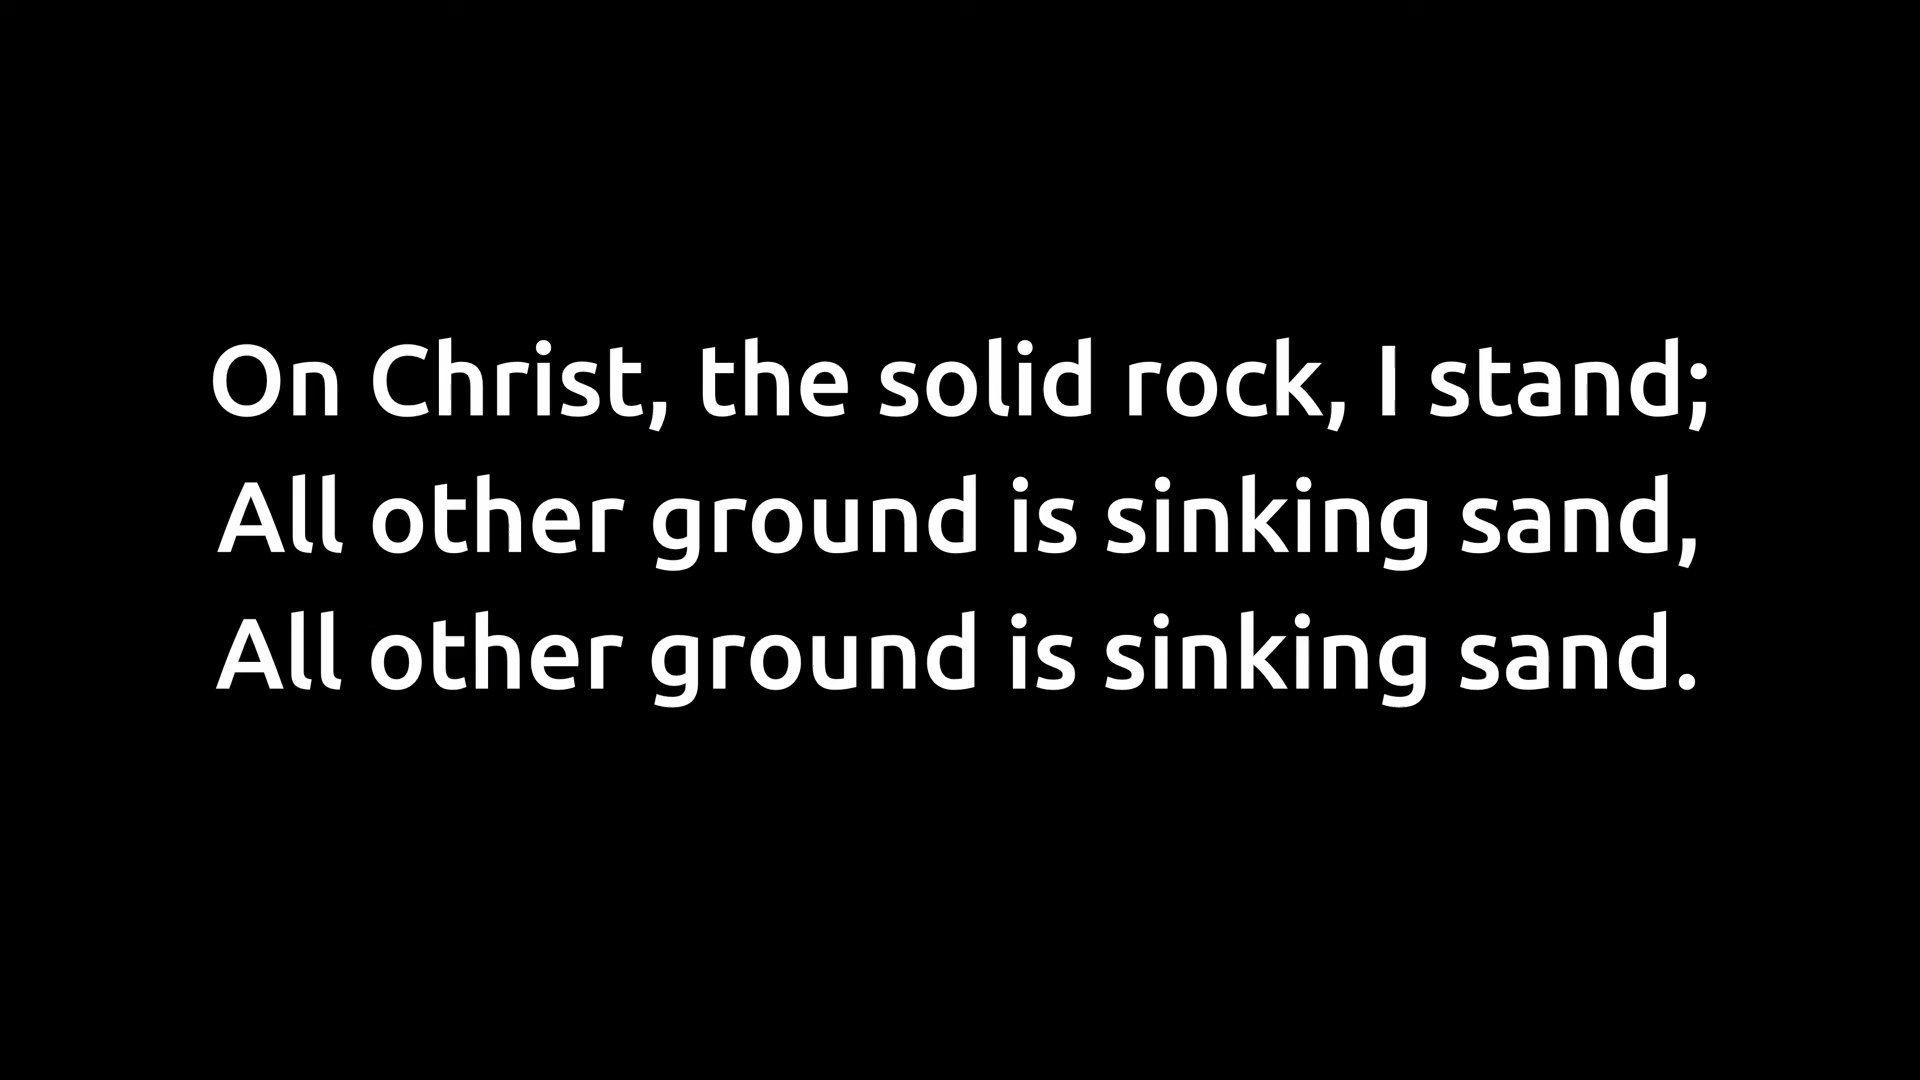 On Christ, the solid rock, I stand;
All other ground is sinking sand,
All other ground is sinking sand.